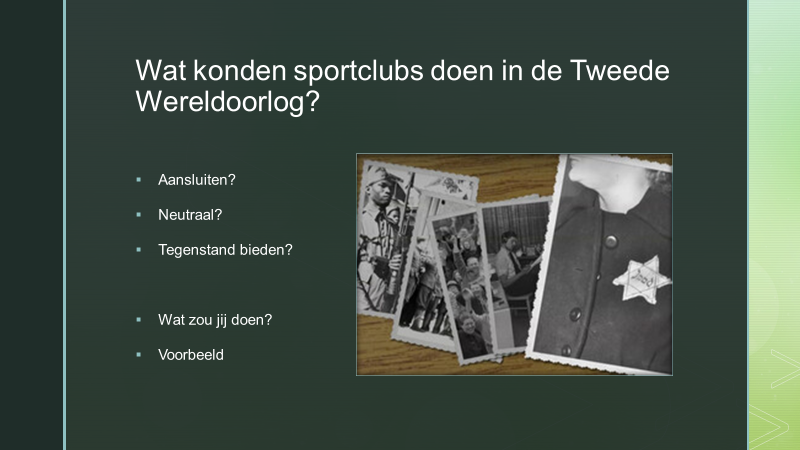 Wat konden sportclubs doen in de Tweede
Wereldoorlog?
Aansluiten?
Neutraal?
Tegenstand bieden?
Wat zou jij doen?
Voorbeeld